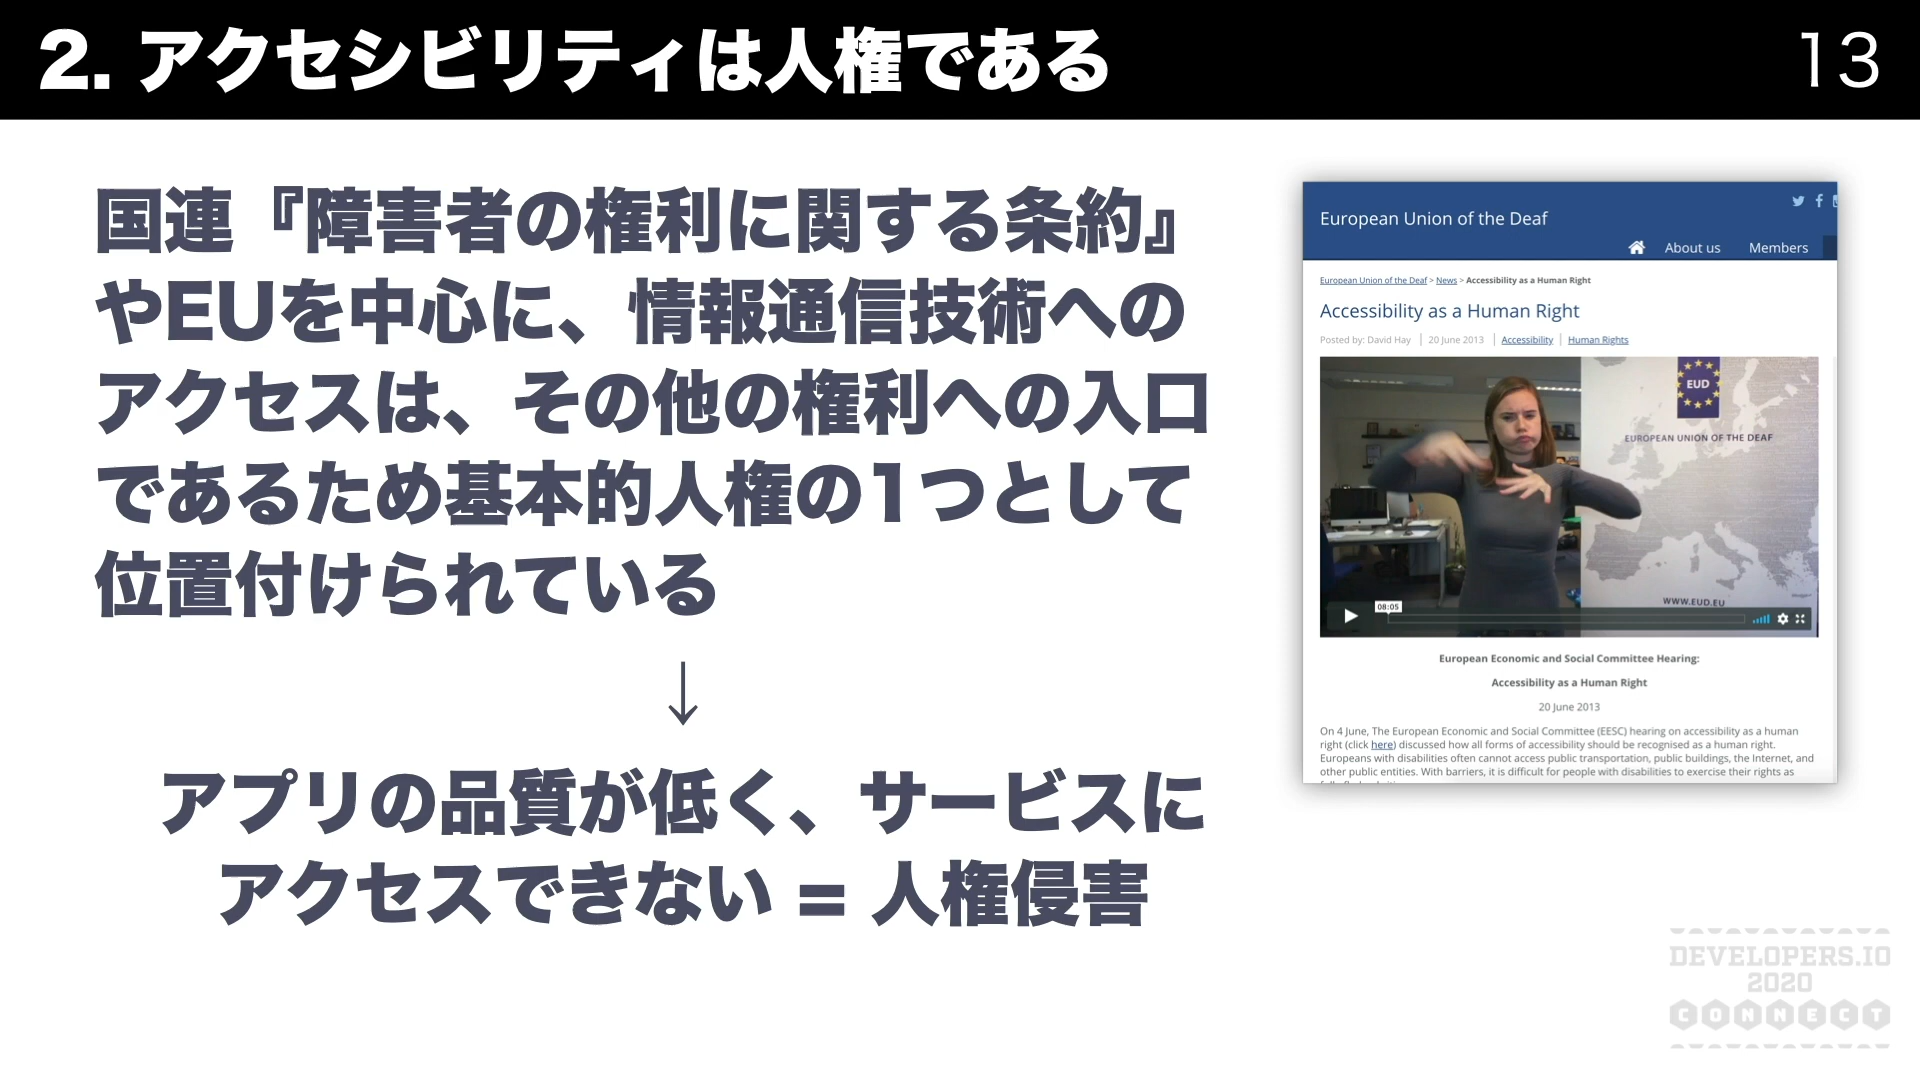 2. アクセシビリティは人権である
13
国連『障害者の権利に関する条約』
やEUを中心に、情報通信技術への
アクセスは、その他の権利への入口
であるため基本的人権の1つとして
位置付けられている
↓
アプリの品質が低く、サービスに
アクセスできない = 人権侵害
European Union of the Deaf
About us Members
European Union of the Deaf > News > Accessibility as a Human Right
Accessibility as a Human Right
Posted by: David Hay | 20 June 2013 | Accessibility | Human Rights
EUD
EUROPEAN UNION OF THE DEAF
WWW.EUD.EU
08:05
European Economic and Social Committee Hearing:
Accessibility as a Human Right
20 June 2013
On 4 June, The European Economic and Social Committee (EESC) hearing on accessibility as a human
right (click here) discussed how all forms of accessibility should be recognised as a human right.
Europeans with disabilities often cannot access public transportation, public buildings, the Internet, and
other public entities. With barriers, it is difficult for people with disabilities to exercise their rights as
DEVELOPERS.IO
2020
CONNECT